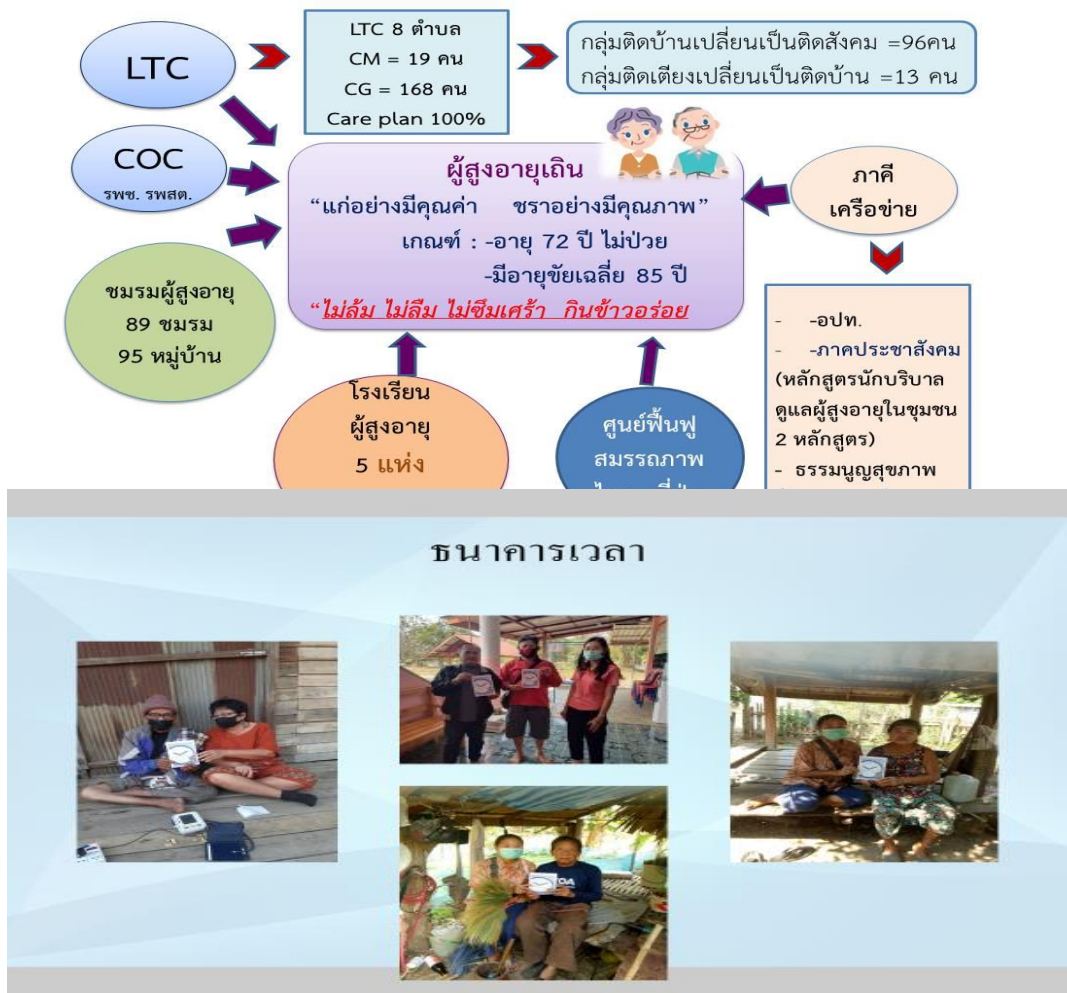 LTC
LTC 8 ตำบล
CM = 19 คน
CG = 168 คน
Care plan 100%
กลุ่มติดบ้านเปลี่ยนเป็นติดสังคม =96คน
กลุ่มติดเตียงเปลี่ยนเป็นติดบ้าน =13 คน
COC
รพช. รพสต.
ผู้สูงอายุเถิน
“แก่อย่างมีคุณค่า ชราอย่างมีคุณภาพ”
เกณฑ์ : -อายุ 72 ปี ไม่ป่วย
-มีอายุขัยเฉลี่ย 85 ปี
“ไม่ล้ม ไม่ลืม ไม่ซึมเศร้า กินข้าวอร่อย
ภาคี
เครือข่าย
ชมรมผู้สูงอายุ
89 ชมรม
95 หมู่บ้าน
- -อปท.
- -ภาคประชาสังคม
(หลักสูตรนักบริบาล
ดูแลผู้สูงอายุในชุมชน
2 หลักสูตร)
- ธรรมนูญสุขภาพ
โรงเรียน
ผู้สูงอายุ
5 แห่ง
ศูนย์ฟื้นฟู
สมรรถภาพ
ธนาคารเวลา